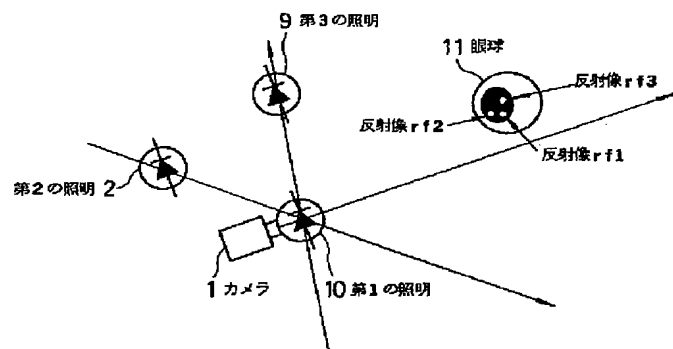 9 第3の照明
11 眼球
反射像rf3
反射像rf2
反射像rf1
第2の照明 2
1 カメラ
10 第1の照明